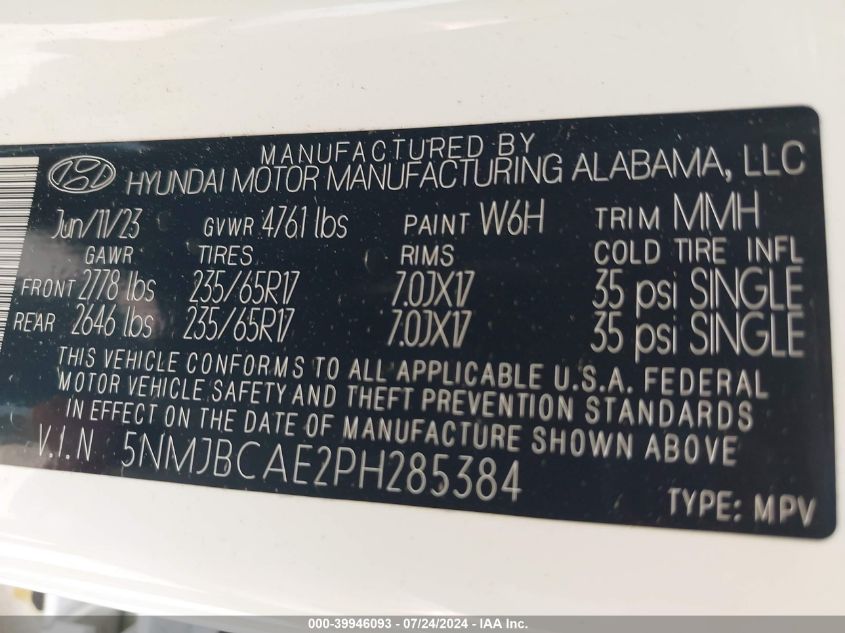 MANUFACTURED BY
HYUNDAI MOTOR MANUFACTURING ALABAMA, LLC
Jun/11/23 GVWR 4761 lbs PAINT W6H TRIM MMH
GAWR TIRES RIMS COLD TIRE INFL
FRONT 2778 lbs 235/65R17 7.0JX17 35 psi SINGLE
REAR 2646 lbs 235/65R17 7.0JX17 35 psi SINGLE
THIS VEHICLE CONFORMS TO ALL APPLICABLE U.S.A. FEDERAL
MOTOR VEHICLE SAFETY AND THEFT PREVENTION STANDARDS
IN EFFECT ON THE DATE OF MANUFACTURE SHOWN ABOVE
V.I.N 5NMJBCAE2PH285384
TYPE: MPV
000-39946093 - 07/24/2024 - IAA, Inc.